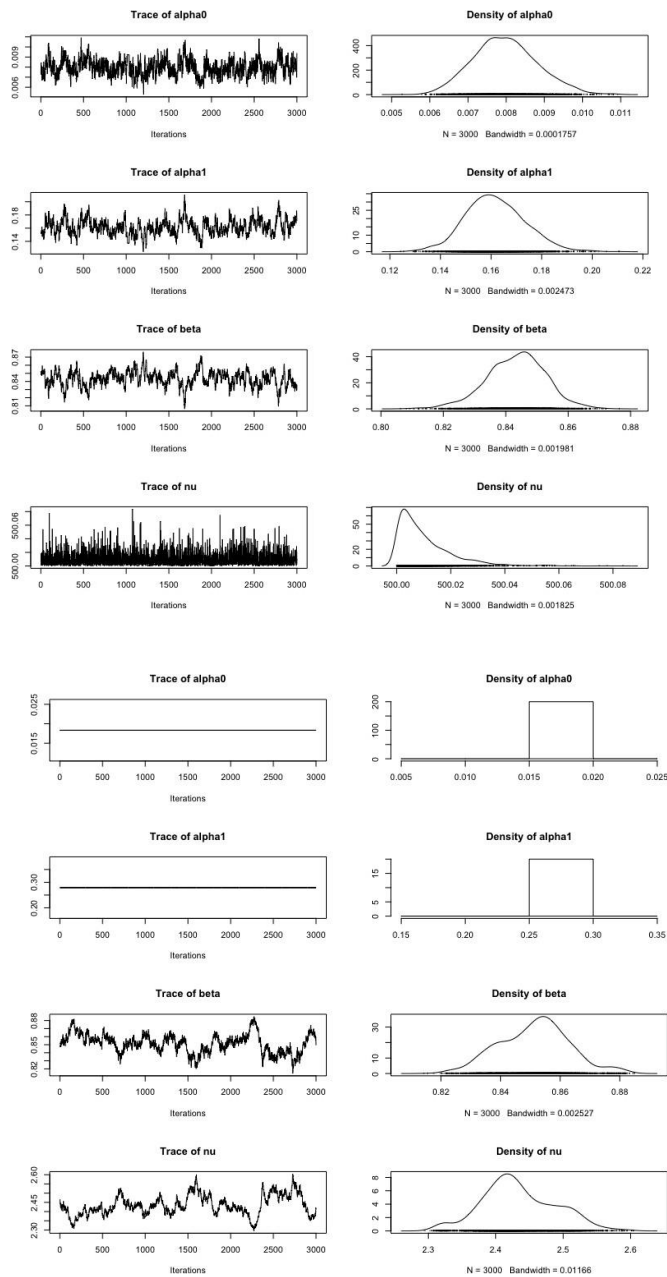 Trace of alpha0
0.009
0.006
0 500 1000 1500 2000 2500 3000
Iterations
Density of alpha0
400
200
0
0.005 0.006 0.007 0.008 0.009 0.010 0.011
N = 3000 Bandwidth = 0.0001757
Trace of alpha1
0.18
0.14
0 500 1000 1500 2000 2500 3000
Iterations
Density of alpha1
25
10
0
0.12 0.14 0.16 0.18 0.20 0.22
N = 3000 Bandwidth = 0.002473
Trace of beta
0.87
0.84
0.81
0 500 1000 1500 2000 2500 3000
Iterations
Density of beta
40
20
0
0.80 0.82 0.84 0.86 0.88
N = 3000 Bandwidth = 0.001981
Trace of nu
500.06
500.00
0 500 1000 1500 2000 2500 3000
Iterations
Density of nu
50
20
0
500.00 500.02 500.04 500.06 500.08
N = 3000 Bandwidth = 0.001825
Trace of alpha0
0.025
0.015
0 500 1000 1500 2000 2500 3000
Iterations
Density of alpha0
200
100
0
0.005 0.010 0.015 0.020 0.025
Trace of alpha1
0.30
0.20
0 500 1000 1500 2000 2500 3000
Iterations
Density of alpha1
15
5
0
0.15 0.20 0.25 0.30 0.35
Trace of beta
0.88
0.85
0.82
0 500 1000 1500 2000 2500 3000
Iterations
Density of beta
30
10
0
0.82 0.84 0.86 0.88
N = 3000 Bandwidth = 0.002527
Trace of nu
2.60
2.45
2.30
0 500 1000 1500 2000 2500 3000
Iterations
Density of nu
8
6
4
2
0
2.3 2.4 2.5 2.6
N = 3000 Bandwidth = 0.01166